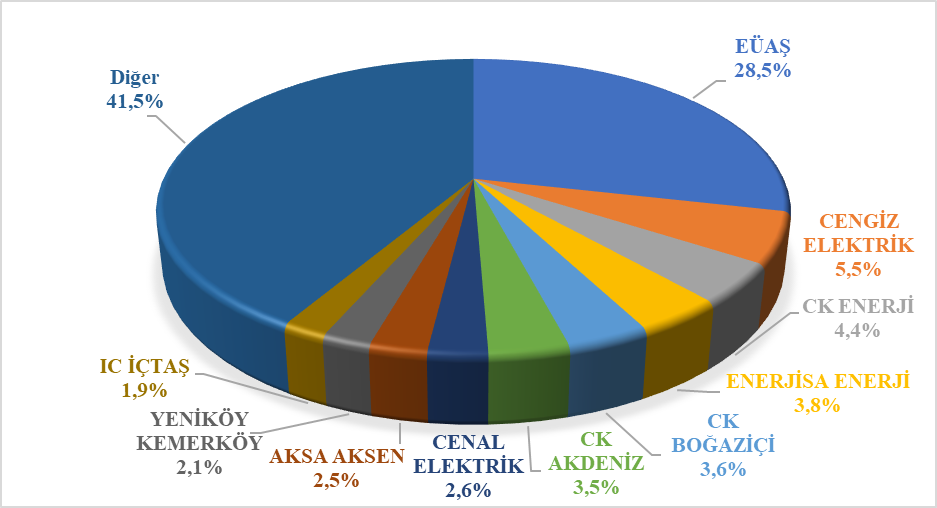 EÜAŞ
28,5%
CENGİZ
ELEKTRİK
5,5%
CK ENERJİ
4,4%
ENERJİSA ENERJİ
3,8%
CK
BOĞAZİÇİ
3,6%
CK
AKDENİZ
3,5%
CENAL
ELEKTRİK
2,6%
AKSA AKSEN
2,5%
YENİKÖY
KEMERKÖY
2,1%
IC İÇTAŞ
1,9%
Diğer
41,5%